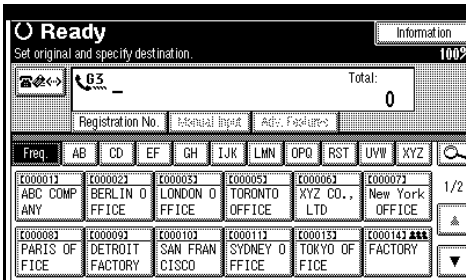 Ready
Information
Set original and specify destination.
100%
G3 _
Total:
0
Registration No.
Manual Input
Adv. Features
Freq. AB CD EF GH IJK LMN OPQ RST UVW XYZ
[00001] [00002] [00003] [00005] [00006] [00007]
ABC COMP BERLIN O LONDON O TORONTO XYZ CO., New York
ANY FFICE FFICE OFFICE LTD OFFICE
1/2
[00008] [00009] [00010] [00011] [00013] [00014]
PARIS OF DETROIT SAN FRAN SYDNEY O TOKYO OF FACTORY
FICE FACTORY CISCO FFICE FFICE